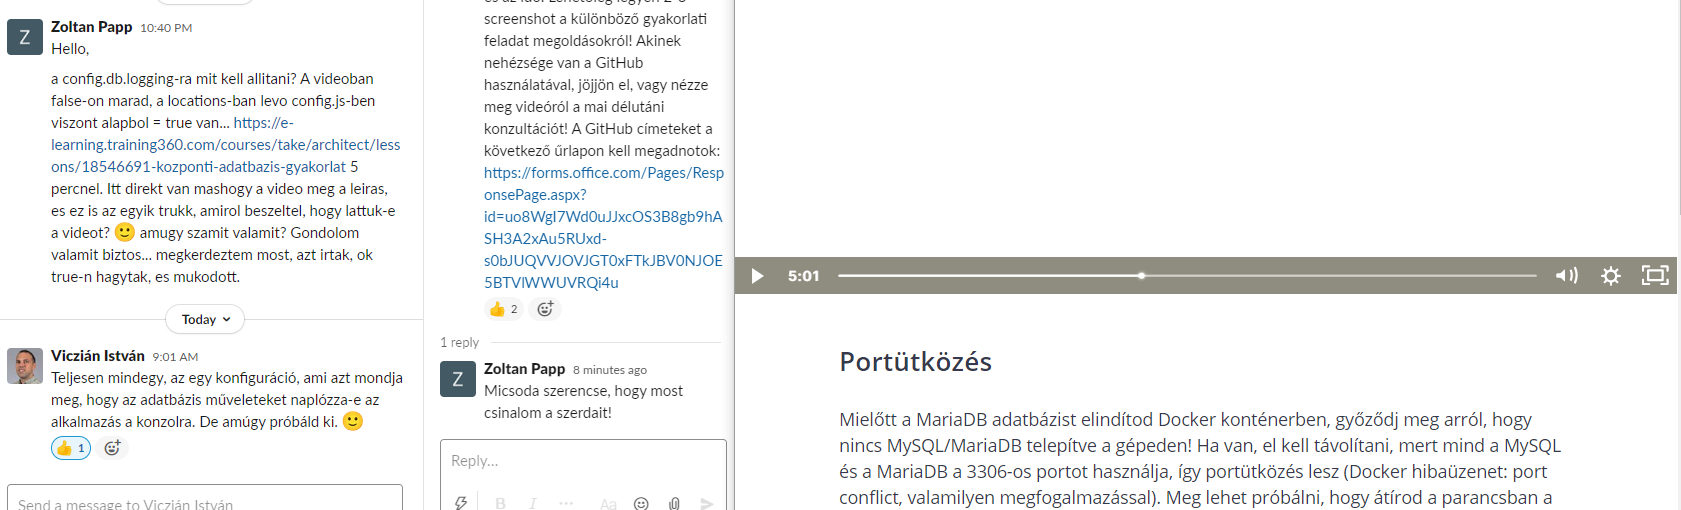 Zoltan Papp 10:40 PM
Hello,
a config.db.logging-ra mit kell allitani? A videoban
false-on marad, a locations-ban levo config.js-ben
viszont alapbol = true van... https://e-
learning.training360.com/courses/take/architect/less
ons/18546691-kozponti-adatbazis-gyakorlat 5
percnel. Itt direkt van mashogy a video meg a leiras,
es ez is az egyik trukk, amirol beszeltel, hogy lattuk-e
a videot? 🙂 amugy szamit valamit? Gondolom
valamit biztos... megkerdeztem most, azt irtak, ok
true-n hagytak, es mukodott.
Today
Viczián István 9:01 AM
Teljesen mindegy, az egy konfiguráció, ami azt mondja
meg, hogy az adatbázis műveleteket naplózza-e az
alkalmazás a konzolra. De amúgy próbáld ki. 🙂
👍 1
Send a message to Viczián István
screenshot a különböző gyakorlati
feladat megoldásokról! Akinek
nehézsége van a GitHub
használatával, jöjjön el, vagy nézze
meg videóról a mai délutáni
konzultációt! A GitHub címeteket a
következő űrlapon kell megadnotok:
https://forms.office.com/Pages/Resp
onsePage.aspx?
id=uo8WgI7Wd0uJJxcOS3B8gb9hA
SH3A2xAu5RUxd-
s0bJUQVVJOVJGT0xFTkJBV0NJOE
5BTVlWWUVRQi4u
👍 2
1 reply
Zoltan Papp 8 minutes ago
Micsoda szerencse, hogy most
csinalom a szerdait!
Reply...
B I ... Aa
5:01
Portütközés
Mielőtt a MariaDB adatbázist elindítod Docker konténerben, győződj meg arról, hogy
nincs MySQL/MariaDB telepítve a gépeden! Ha van, el kell távolítani, mert mind a MySQL
és a MariaDB a 3306-os portot használja, így portütközés lesz (Docker hibaüzenet: port
conflict, valamilyen megfogalmazással). Meg lehet próbálni, hogy átírod a parancsban a